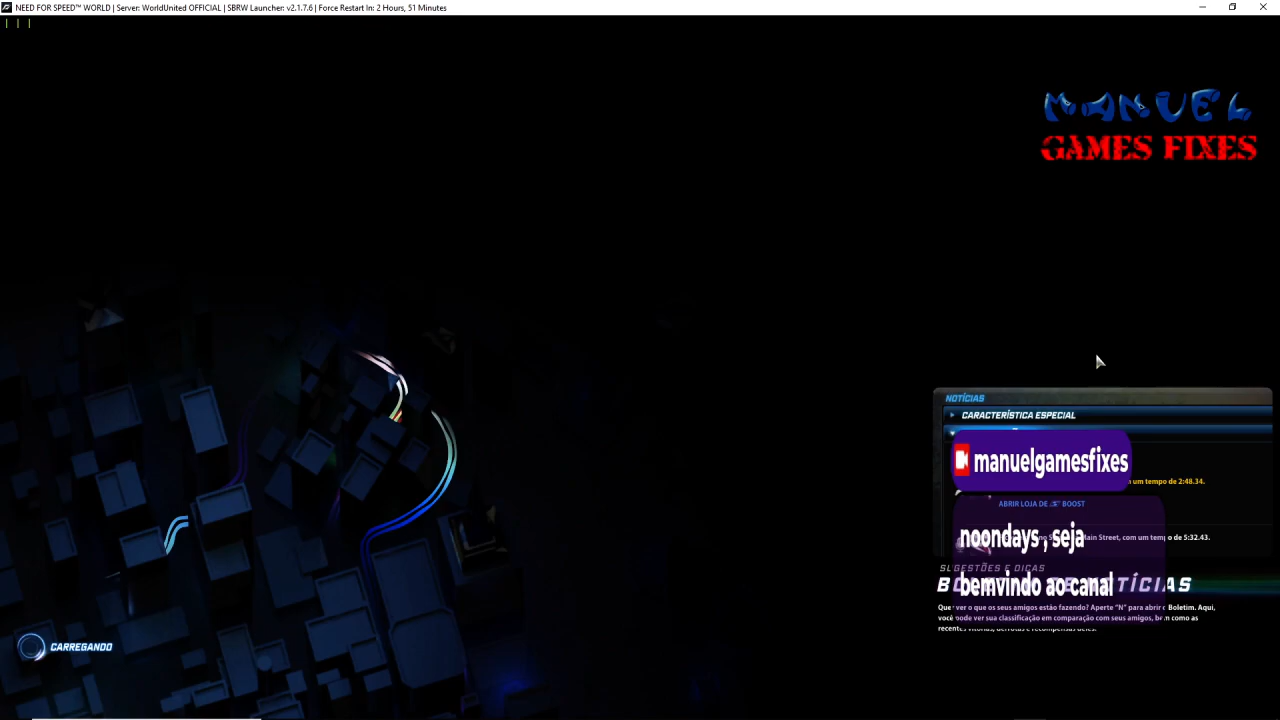 NEED FOR SPEED™ WORLD | Server: WorldUnited OFFICIAL | SBRW Launcher: v2.1.7.6 | Force Restart In: 2 Hours, 51 Minutes
| | |
MANUEL
GAMES FIXES
NOTÍCIAS
CARACTERÍSTICA ESPECIAL
manuelgamesfixes
um tempo de 2:48.34.
ABRIR LOJA DE BOOST
noondays , seja
Main Street, com um tempo de 5:32.43.
SUGESTÕES E DICAS
bemvindo ao canal
NOTÍCIAS
Quer ver o que os seus amigos estão fazendo? Aperte "N" para abrir o Boletim. Aqui,
você pode ver sua classificação em comparação com seus amigos, bem como as
recentes vitórias, derrotas e recompensas deles.
CARREGANDO